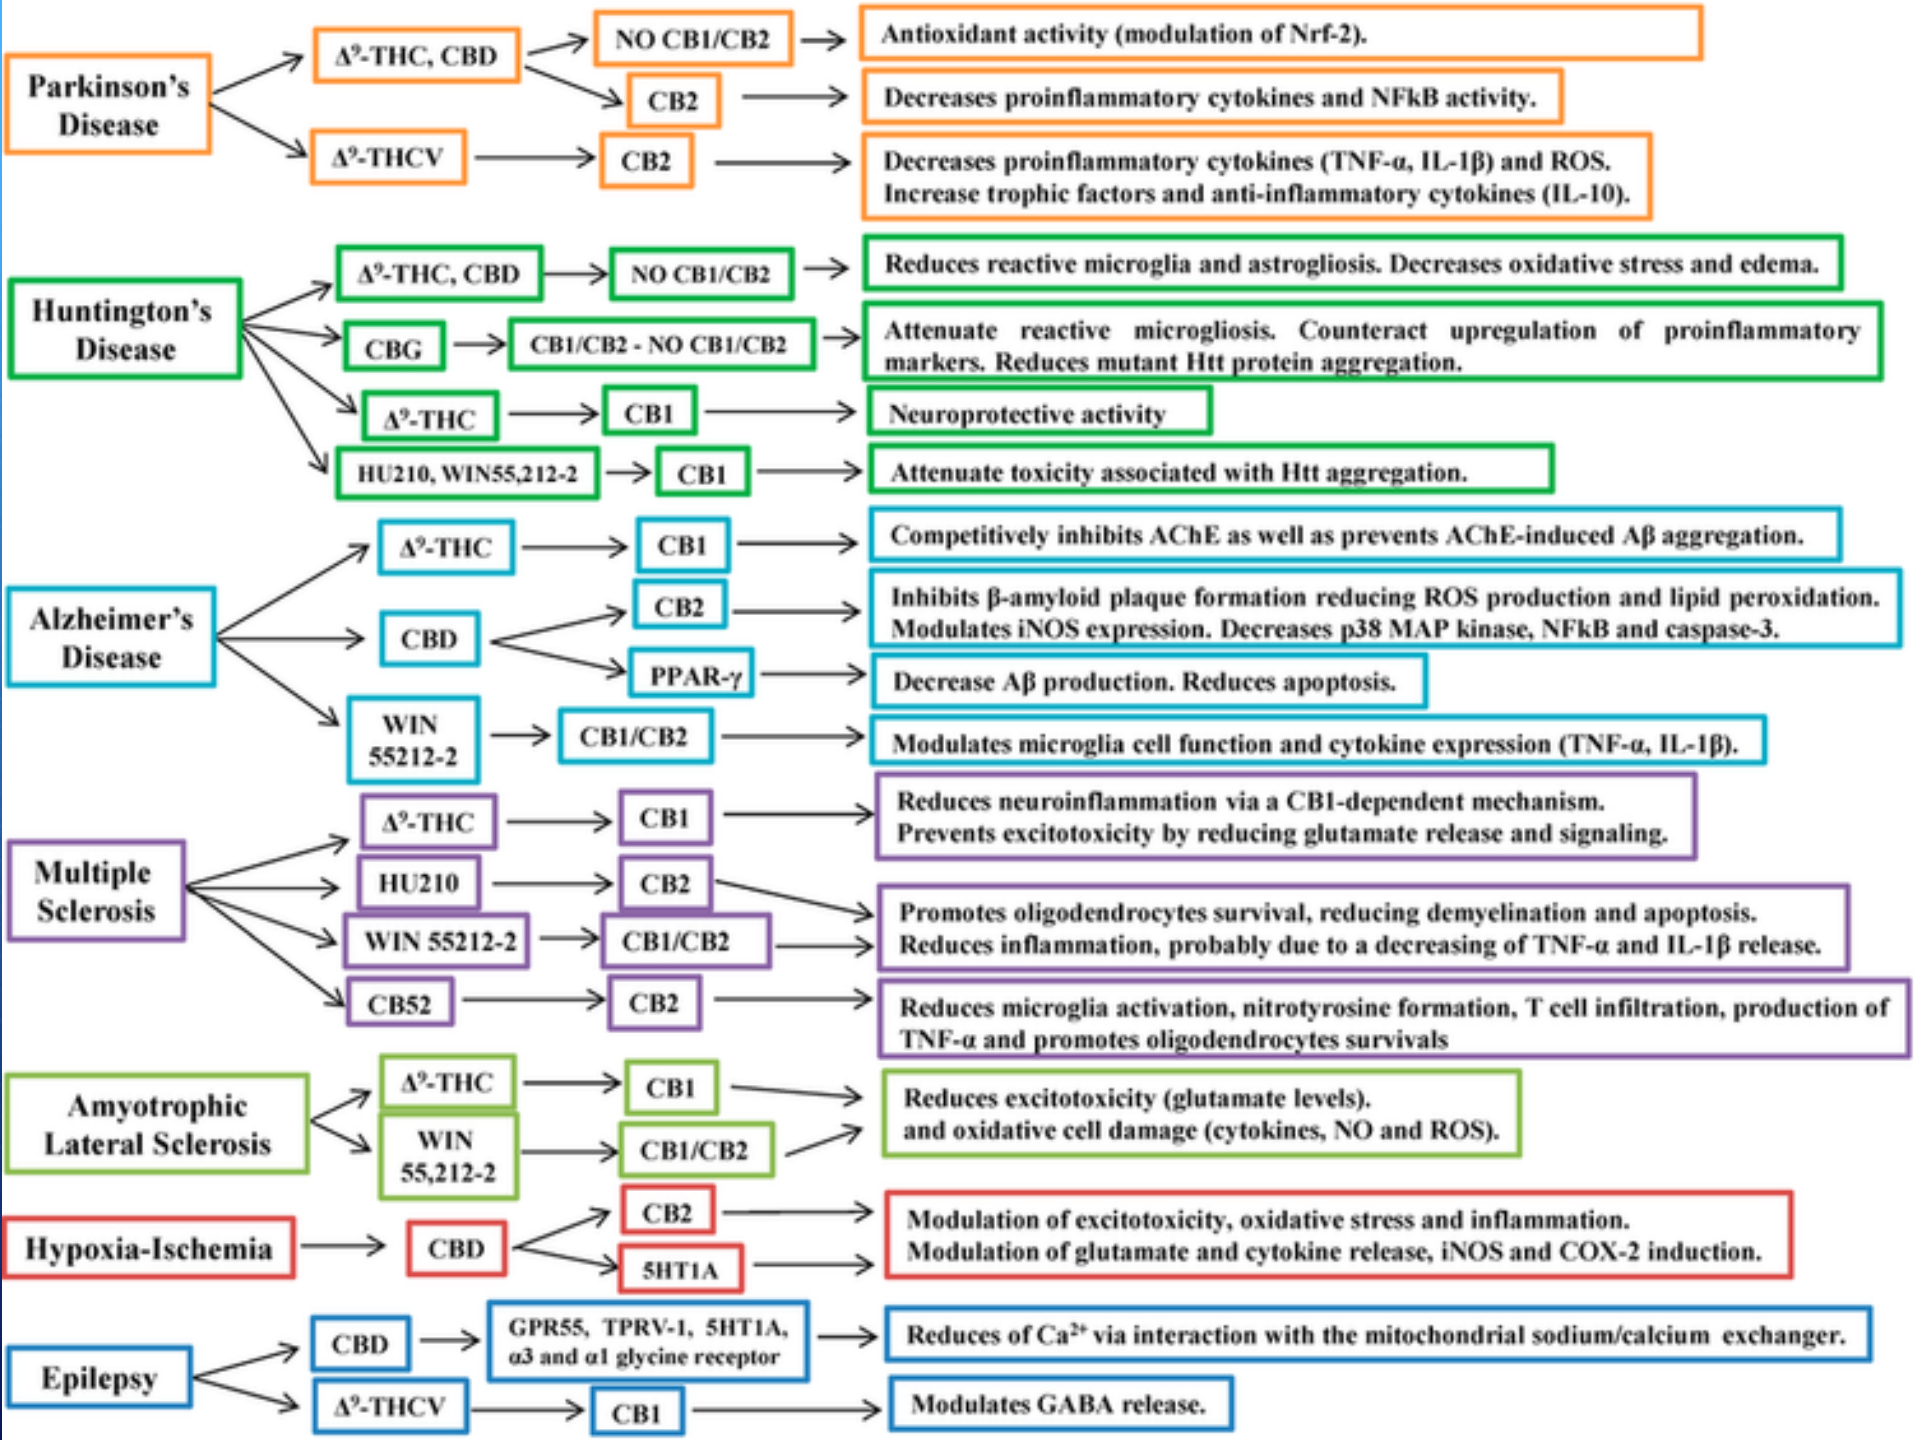 Parkinson's
Disease
Δ⁹-THC, CBD
NO CB1/CB2
Antioxidant activity (modulation of Nrf-2).
CB2
Decreases proinflammatory cytokines and NFkB activity.
Δ⁹-THCV
CB2
Decreases proinflammatory cytokines (TNF-α, IL-1β) and ROS.
Increase trophic factors and anti-inflammatory cytokines (IL-10).
Huntington's
Disease
Δ⁹-THC, CBD
NO CB1/CB2
Reduces reactive microglia and astrogliosis. Decreases oxidative stress and edema.
CBG
CB1/CB2 - NO CB1/CB2
Attenuate reactive microgliosis. Counteract upregulation of proinflammatory
markers. Reduces mutant Htt protein aggregation.
Δ⁹-THC
CB1
Neuroprotective activity
HU210, WIN55,212-2
CB1
Attenuate toxicity associated with Htt aggregation.
Alzheimer's
Disease
Δ⁹-THC
CB1
Competitively inhibits AChE as well as prevents AChE-induced Aβ aggregation.
CBD
CB2
Inhibits β-amyloid plaque formation reducing ROS production and lipid peroxidation.
Modulates iNOS expression. Decreases p38 MAP kinase, NFkB and caspase-3.
PPAR-γ
Decrease Aβ production. Reduces apoptosis.
WIN
55212-2
CB1/CB2
Modulates microglia cell function and cytokine expression (TNF-α, IL-1β).
Multiple
Sclerosis
Δ⁹-THC
CB1
Reduces neuroinflammation via a CB1-dependent mechanism.
Prevents excitotoxicity by reducing glutamate release and signaling.
HU210
CB2
WIN 55212-2
CB1/CB2
Promotes oligodendrocytes survival, reducing demyelination and apoptosis.
Reduces inflammation, probably due to a decreasing of TNF-α and IL-1β release.
CB52
CB2
Reduces microglia activation, nitrotyrosine formation, T cell infiltration, production of
TNF-α and promotes oligodendrocytes survivals
Amyotrophic
Lateral Sclerosis
Δ⁹-THC
CB1
WIN
55,212-2
CB1/CB2
Reduces excitotoxicity (glutamate levels).
and oxidative cell damage (cytokines, NO and ROS).
Hypoxia-Ischemia
CBD
CB2
5HT1A
Modulation of excitotoxicity, oxidative stress and inflammation.
Modulation of glutamate and cytokine release, iNOS and COX-2 induction.
Epilepsy
CBD
GPR55, TPRV-1, 5HT1A,
α3 and α1 glycine receptor
Reduces of Ca²⁺ via interaction with the mitochondrial sodium/calcium exchanger.
Δ⁹-THCV
CB1
Modulates GABA release.